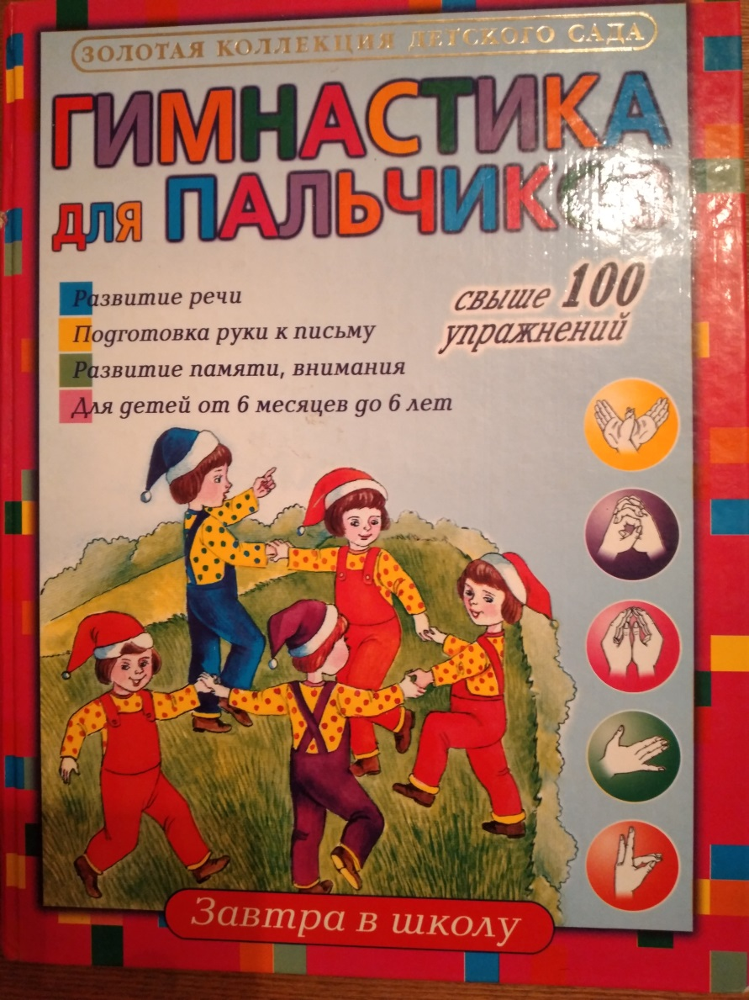 ЗОЛОТАЯ КОЛЛЕКЦИЯ ДЕТСКОГО САДА
ГИМНАСТИКА
ДЛЯ ПАЛЬЧИКОВ
Развитие речи
Подготовка руки к письму
Развитие памяти, внимания
Для детей от 6 месяцев до 6 лет
свыше 100
упражнений
Завтра в школу